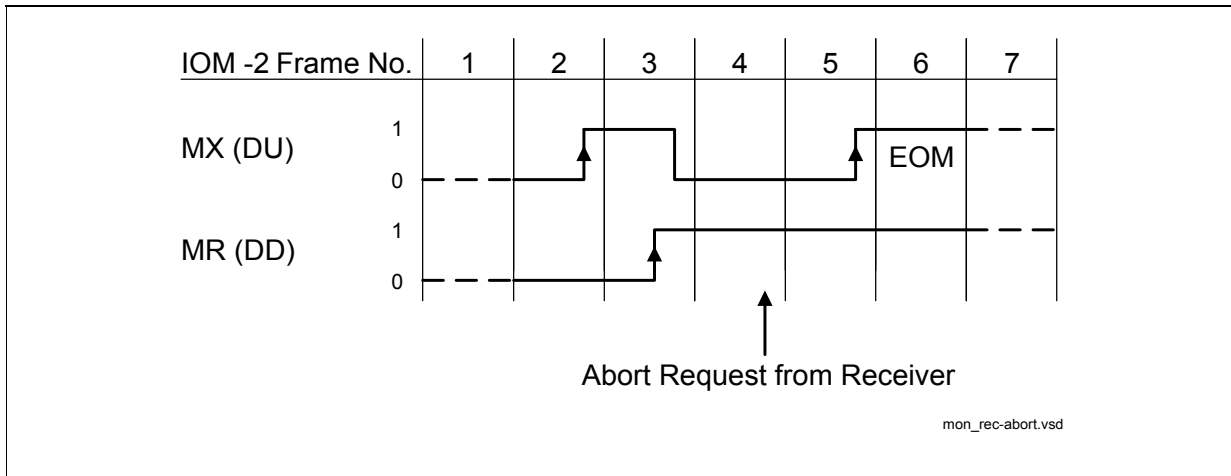 IOM -2 Frame No. 1 2 3 4 5 6 7
1
MX (DU)
EOM
0
1
MR (DD)
0
Abort Request from Receiver
mon_rec-abort.vsd